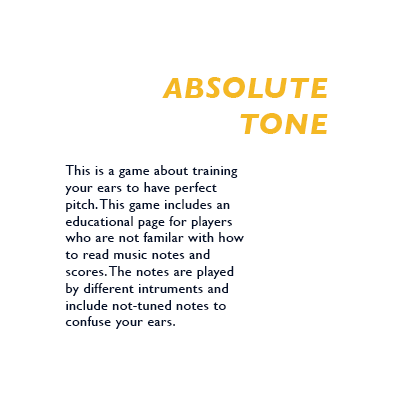 ABSOLUTE
TONE
This is a game about training
your ears to have perfect
pitch. This game includes an
educational page for players
who are not familar with how
to read music notes and
scores. The notes are played
by different intruments and
include not-tuned notes to
confuse your ears.